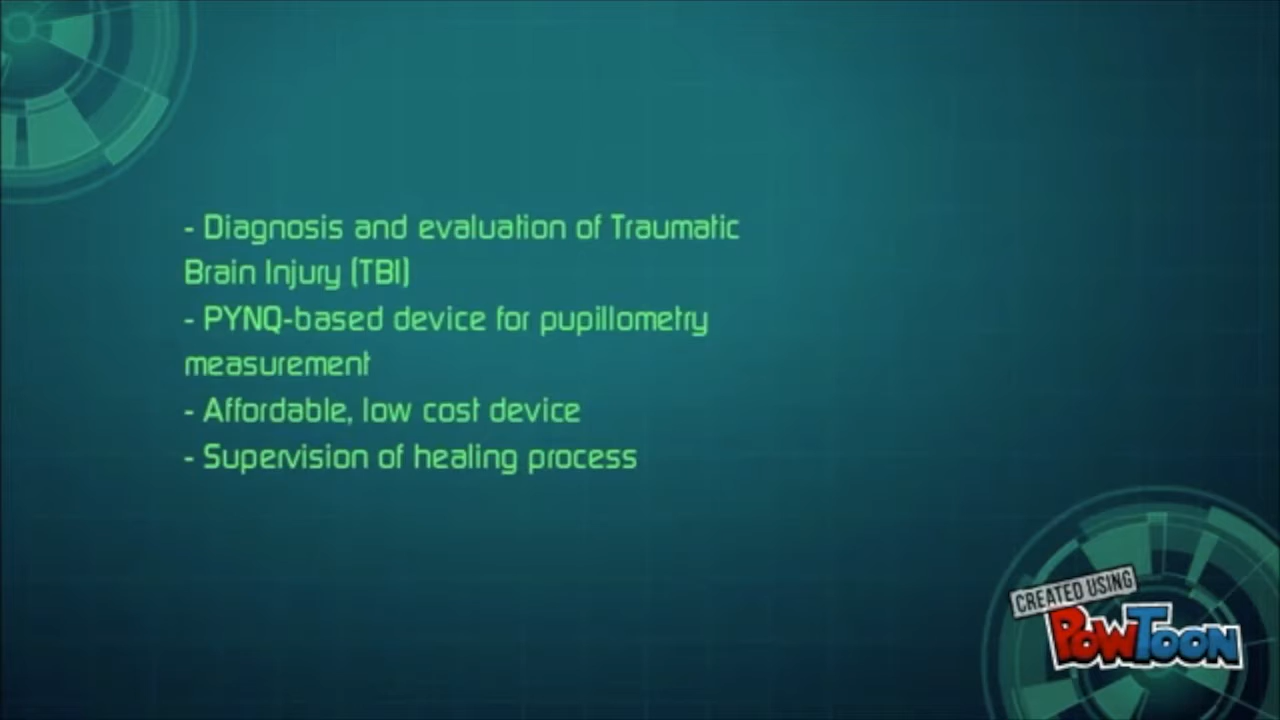 - Diagnosis and evaluation of Traumatic
Brain Injury (TBI)
- PYNQ-based device for pupillometry
measurement
- Affordable, low cost device
- Supervision of healing process
CREATED USING
POWTOON